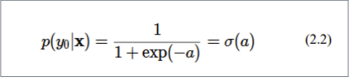 p(y₀|𝐱) = 1 / (1 + exp(−a)) = σ(a) (2.2)